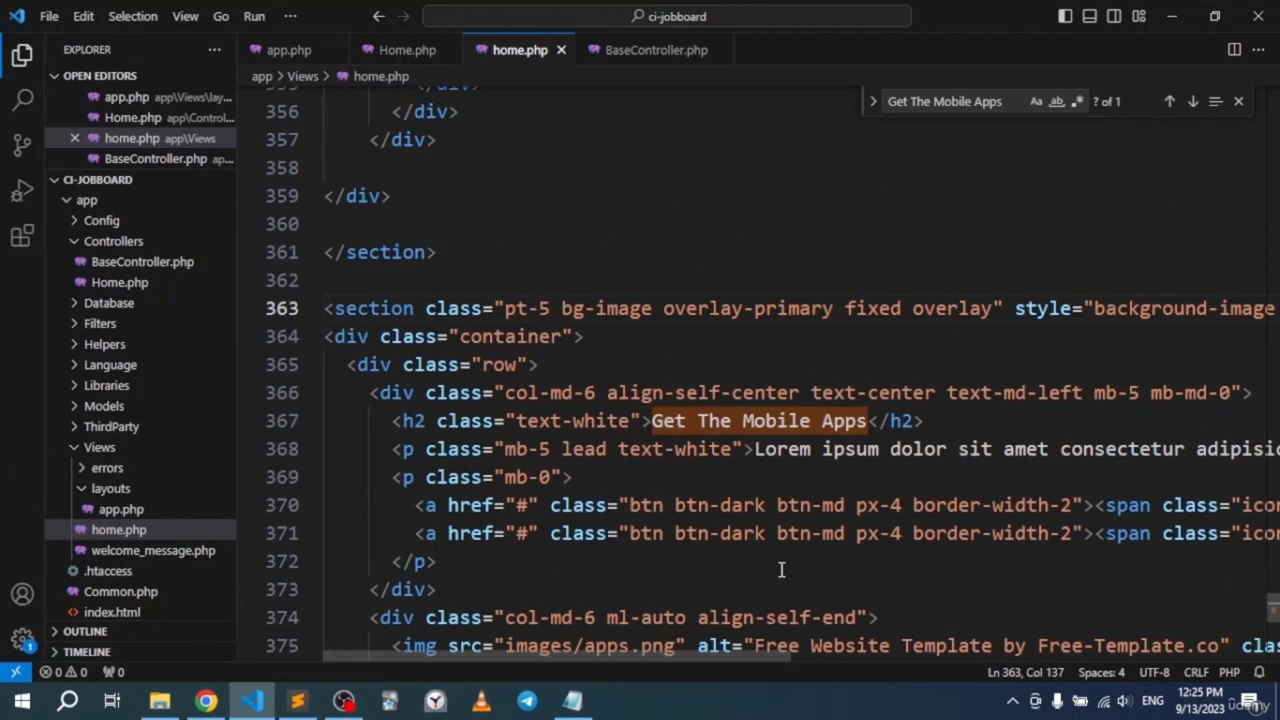 File Edit Selection View Go Run ··· ci-jobboard
EXPLORER ··· app.php Home.php home.php BaseController.php ···
OPEN EDITORS app > Views > home.php
app.php app\Views\lay...
Home.php app\Control...
home.php app\Views
BaseController.php ap...
CI-JOBBOARD
app
Config
Controllers
BaseController.php
Home.php
Database
Filters
Helpers
Language
Libraries
Models
ThirdParty
Views
errors
layouts
app.php
home.php
welcome_message.php
.htaccess
Common.php
index.html
OUTLINE
TIMELINE
Get The Mobile Apps Aa ab .* ? of 1
355 </div>
356 </div>
357 </div>
358
359 </div>
360
361 </section>
362
363 <section class="pt-5 bg-image overlay-primary fixed overlay" style="background-image
364 <div class="container">
365 <div class="row">
366 <div class="col-md-6 align-self-center text-center text-md-left mb-5 mb-md-0">
367 <h2 class="text-white">Get The Mobile Apps</h2>
368 <p class="mb-5 lead text-white">Lorem ipsum dolor sit amet consectetur adipisi
369 <p class="mb-0">
370 <a href="#" class="btn btn-dark btn-md px-4 border-width-2"><span class="icon
371 <a href="#" class="btn btn-dark btn-md px-4 border-width-2"><span class="icon
372 </p>
373 </div>
374 <div class="col-md-6 ml-auto align-self-end">
375 <img src="images/apps.png" alt="Free Website Template by Free-Template.co" clas
1
0 0 0 Ln 363, Col 137 Spaces: 4 UTF-8 CRLF PHP
ENG 12:25 PM
9/13/2023
udemy